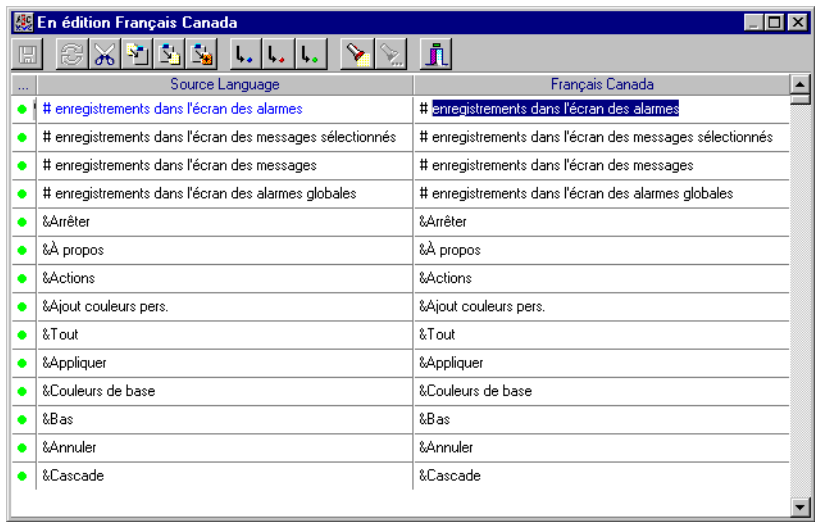 En édition Français Canada
... Source Language Français Canada
# enregistrements dans l'écran des alarmes # enregistrements dans l'écran des alarmes
# enregistrements dans l'écran des messages sélectionnés # enregistrements dans l'écran des messages sélectionnés
# enregistrements dans l'écran des messages # enregistrements dans l'écran des messages
# enregistrements dans l'écran des alarmes globales # enregistrements dans l'écran des alarmes globales
&Arrêter &Arrêter
&À propos &À propos
&Actions &Actions
&Ajout couleurs pers. &Ajout couleurs pers.
&Tout &Tout
&Appliquer &Appliquer
&Couleurs de base &Couleurs de base
&Bas &Bas
&Annuler &Annuler
&Cascade &Cascade